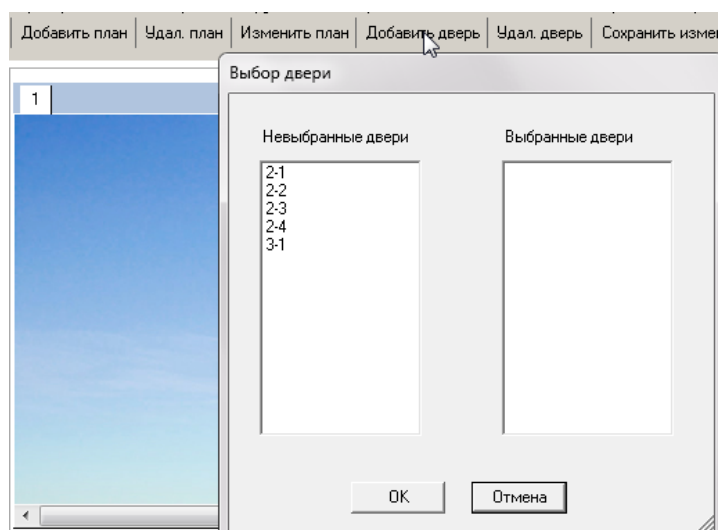 Добавить план Удал. план Изменить план Добавить дверь Удал. дверь Сохранить изме
Выбор двери
1
Невыбранные двери Выбранные двери
2-1
2-2
2-3
2-4
3-1
OK Отмена